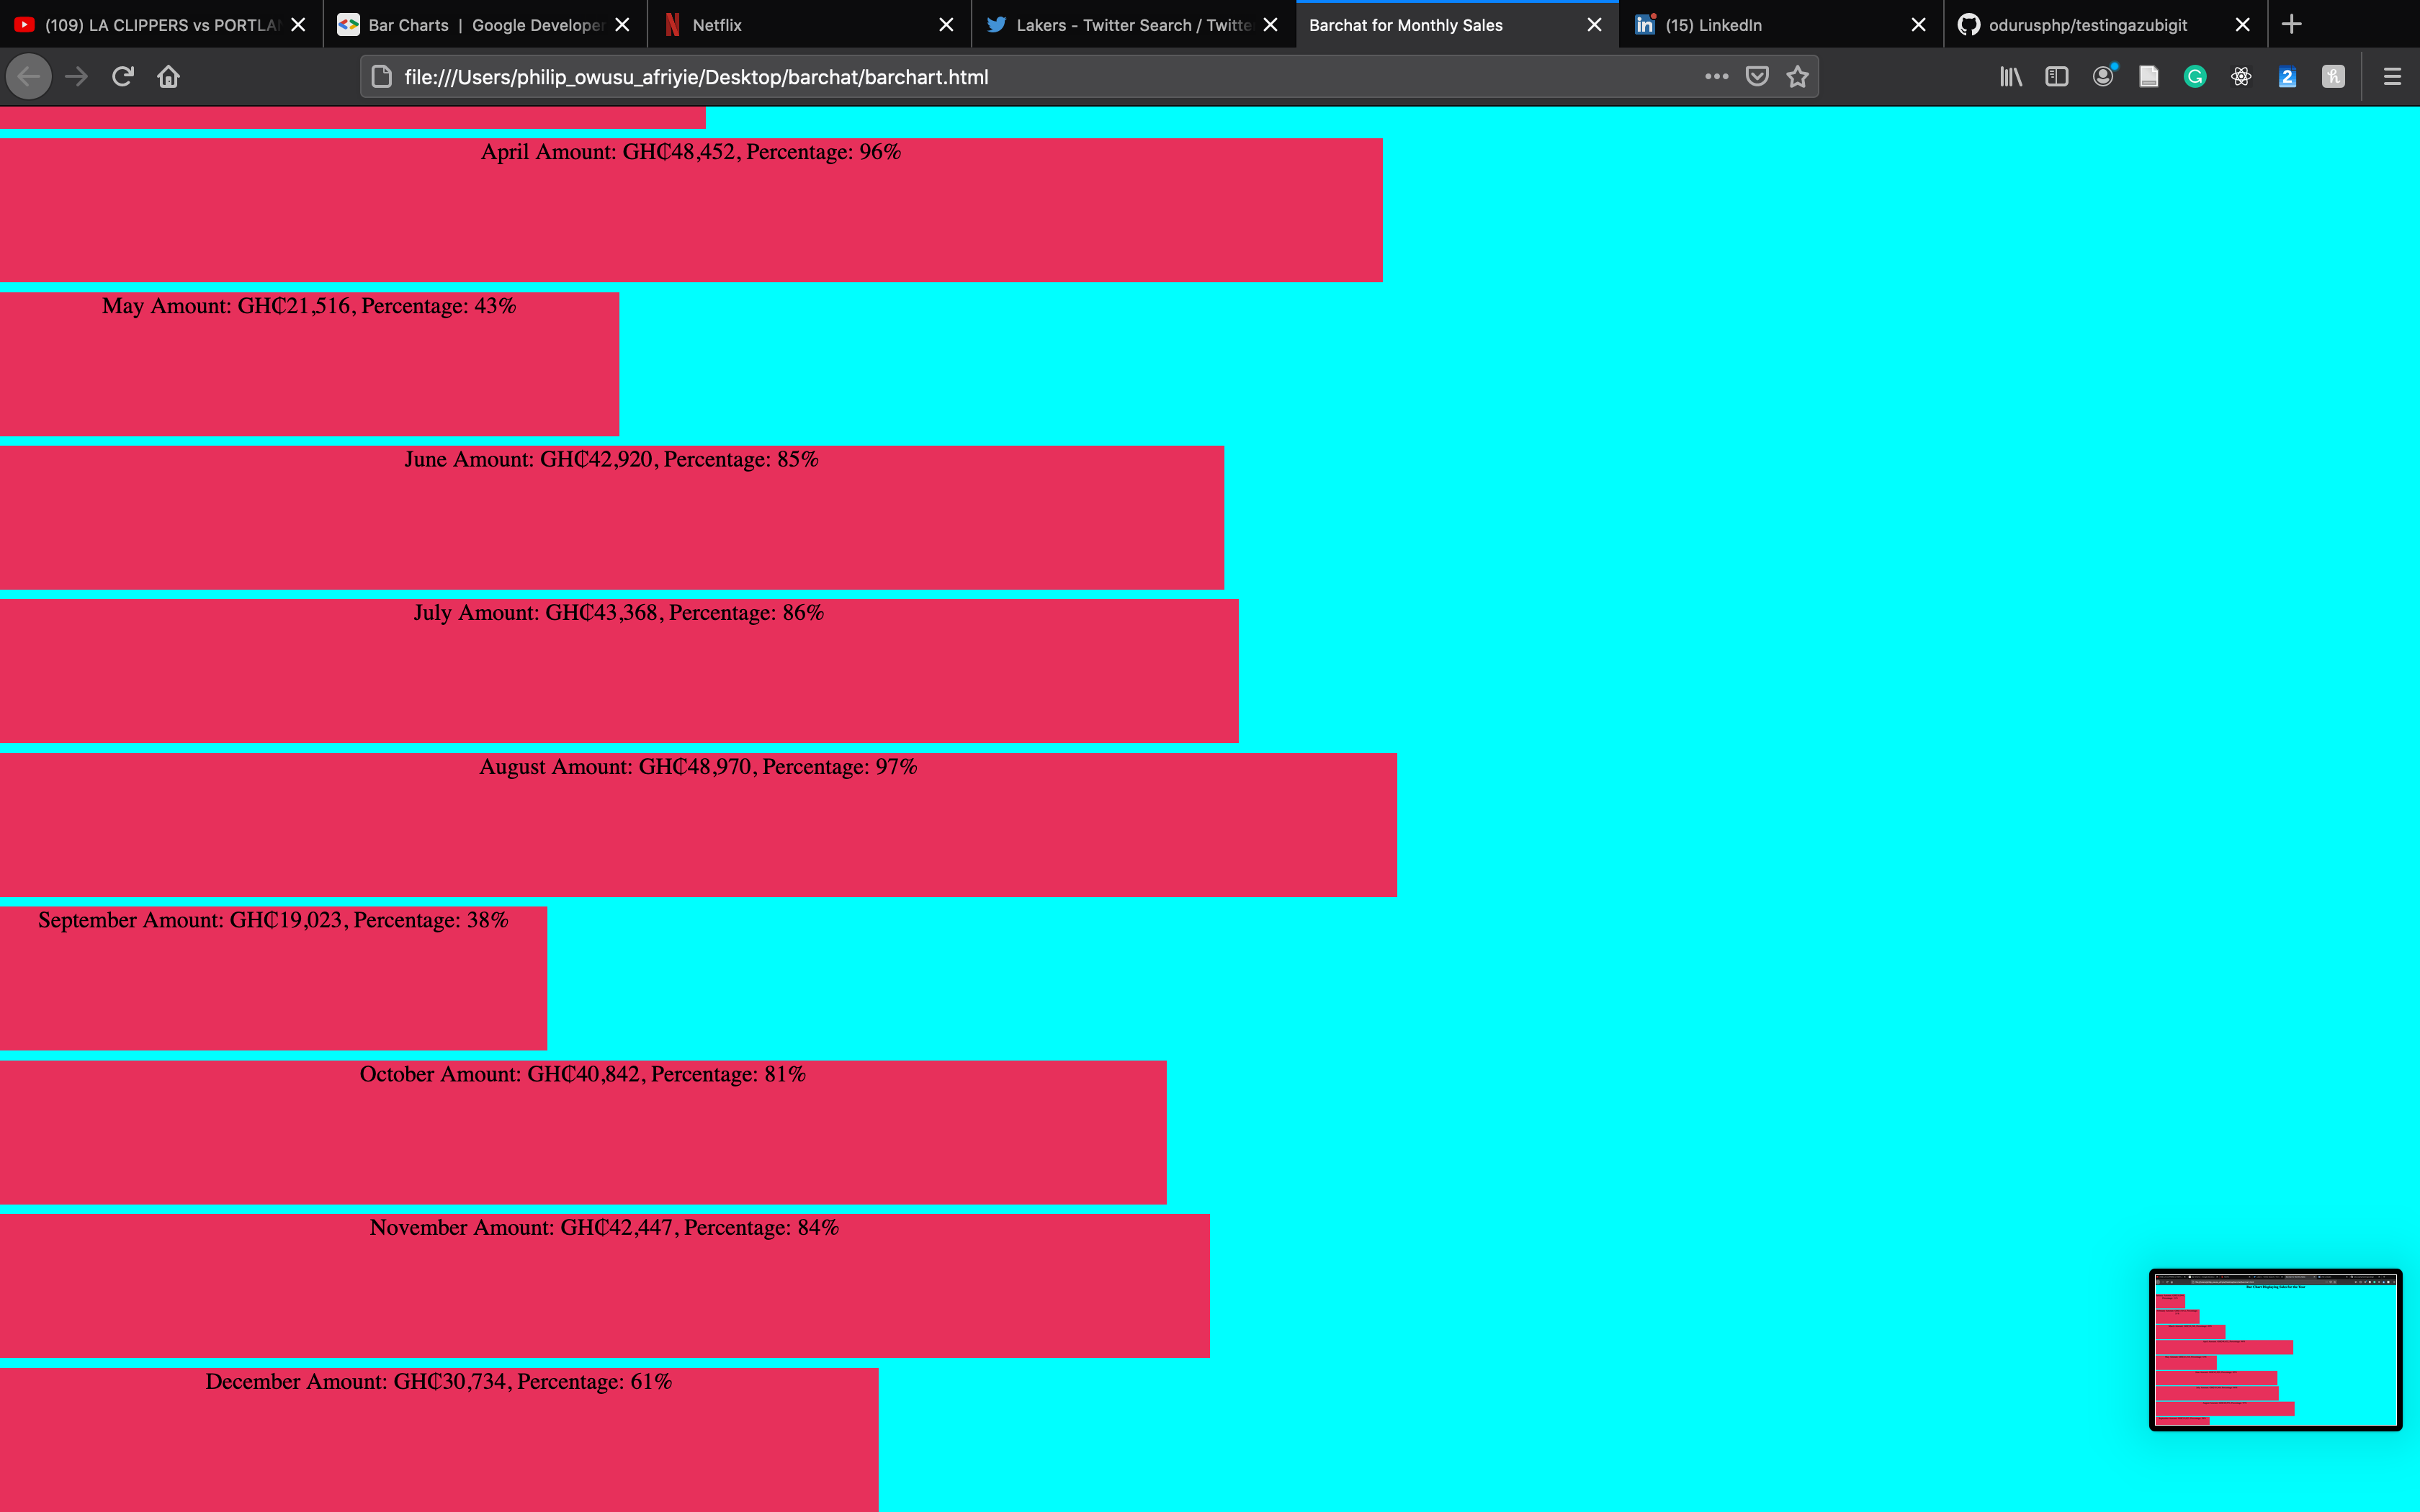 (109) LA CLIPPERS vs PORTLA
Bar Charts | Google Developer
Netflix
Lakers - Twitter Search / Twitte
Barchat for Monthly Sales
(15) LinkedIn
odurusphp/testingazubigit
file:///Users/philip_owusu_afriyie/Desktop/barchat/barchart.html
2
April Amount: GH₵48,452, Percentage: 96%
May Amount: GH₵21,516, Percentage: 43%
June Amount: GH₵42,920, Percentage: 85%
July Amount: GH₵43,368, Percentage: 86%
August Amount: GH₵48,970, Percentage: 97%
September Amount: GH₵19,023, Percentage: 38%
October Amount: GH₵40,842, Percentage: 81%
November Amount: GH₵42,447, Percentage: 84%
December Amount: GH₵30,734, Percentage: 61%